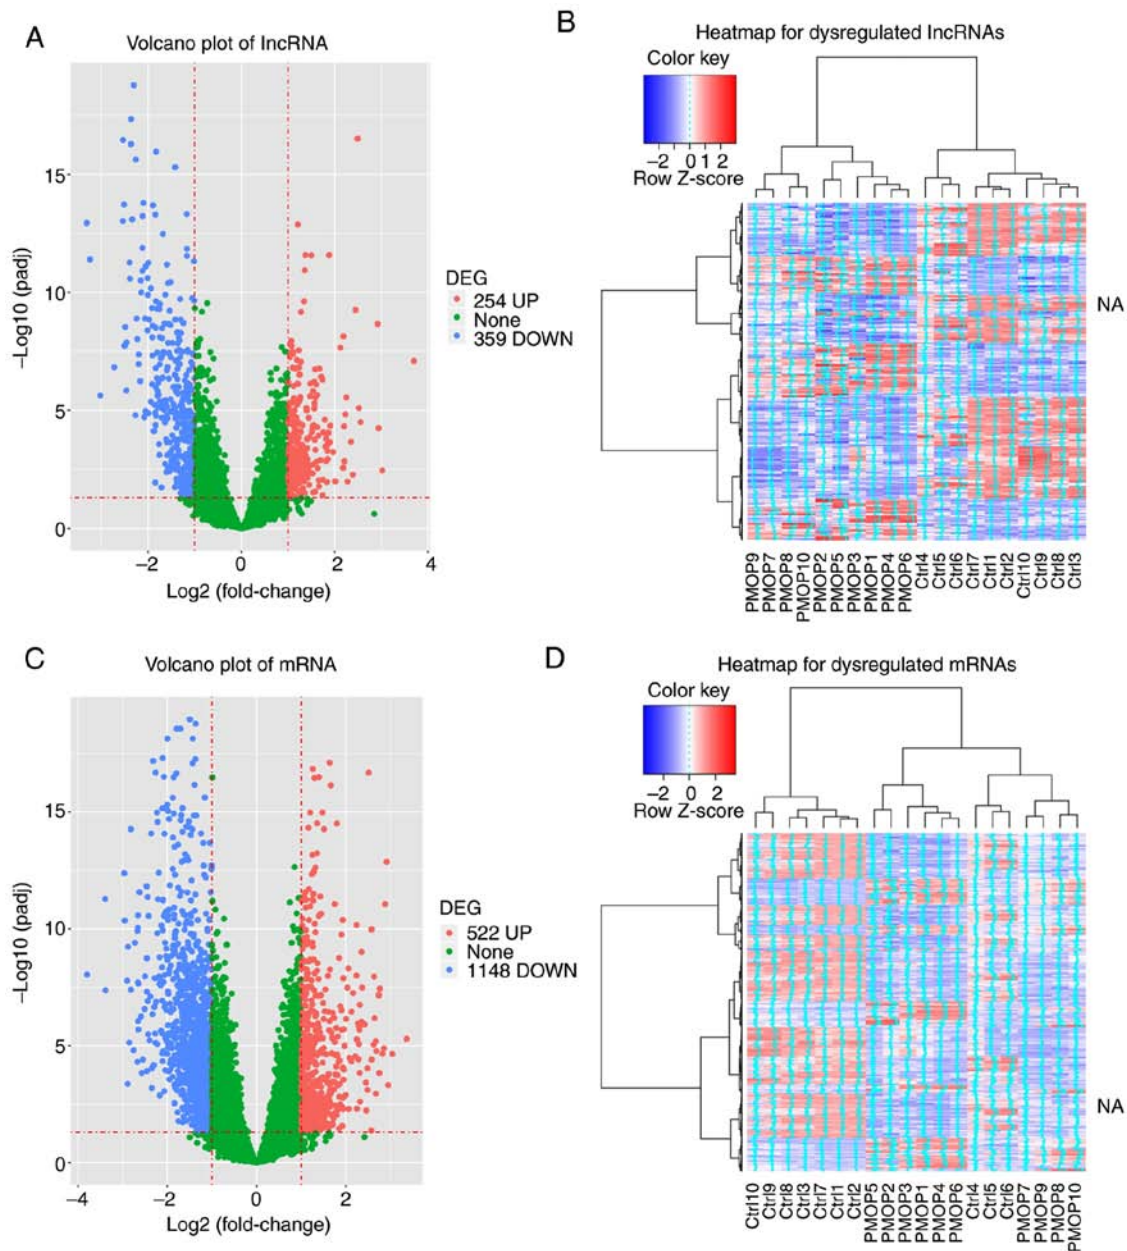 A
Volcano plot of lncRNA
−Log10 (padj)
15
10
5
0
−2
0
2
4
Log2 (fold-change)
DEG
254 UP
None
359 DOWN
B
Heatmap for dysregulated lncRNAs
Color key
−2 0 1 2
Row Z-score
NA
PMOP9
PMOP7
PMOP8
PMOP10
PMOP2
PMOP5
PMOP3
PMOP1
PMOP4
PMOP6
Ctrl4
Ctrl5
Ctrl6
Ctrl7
Ctrl1
Ctrl2
Ctrl10
Ctrl9
Ctrl8
Ctrl3
C
Volcano plot of mRNA
−Log10 (padj)
15
10
5
0
−4
−2
0
2
Log2 (fold-change)
DEG
522 UP
None
1148 DOWN
D
Heatmap for dysregulated mRNAs
Color key
−2 0 2
Row Z-score
NA
Ctrl10
Ctrl9
Ctrl8
Ctrl3
Ctrl7
Ctrl1
Ctrl2
PMOP5
PMOP2
PMOP3
PMOP1
PMOP4
PMOP6
Ctrl4
Ctrl5
Ctrl6
PMOP7
PMOP9
PMOP8
PMOP10